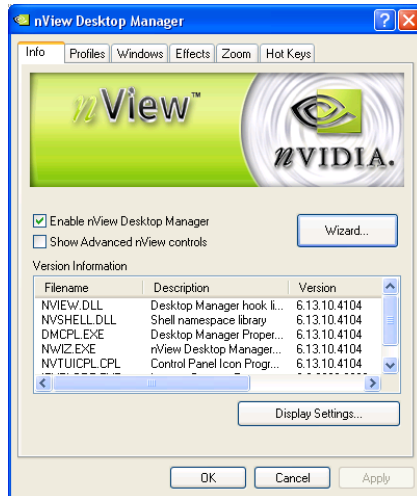 nView Desktop Manager
Info Profiles Windows Effects Zoom Hot Keys
nView™
nVIDIA.
Enable nView Desktop Manager
Show Advanced nView controls
Wizard...
Version Information
Filename Description Version
NVIEW.DLL Desktop Manager hook li... 6.13.10.4104
NVSHELL.DLL Shell namespace library 6.13.10.4104
DMCPL.EXE Desktop Manager Proper... 6.13.10.4104
NWIZ.EXE nView Desktop Manager... 6.13.10.4104
NVTUICPL.CPL Control Panel Icon Progr... 6.13.10.4104
Display Settings...
OK Cancel Apply